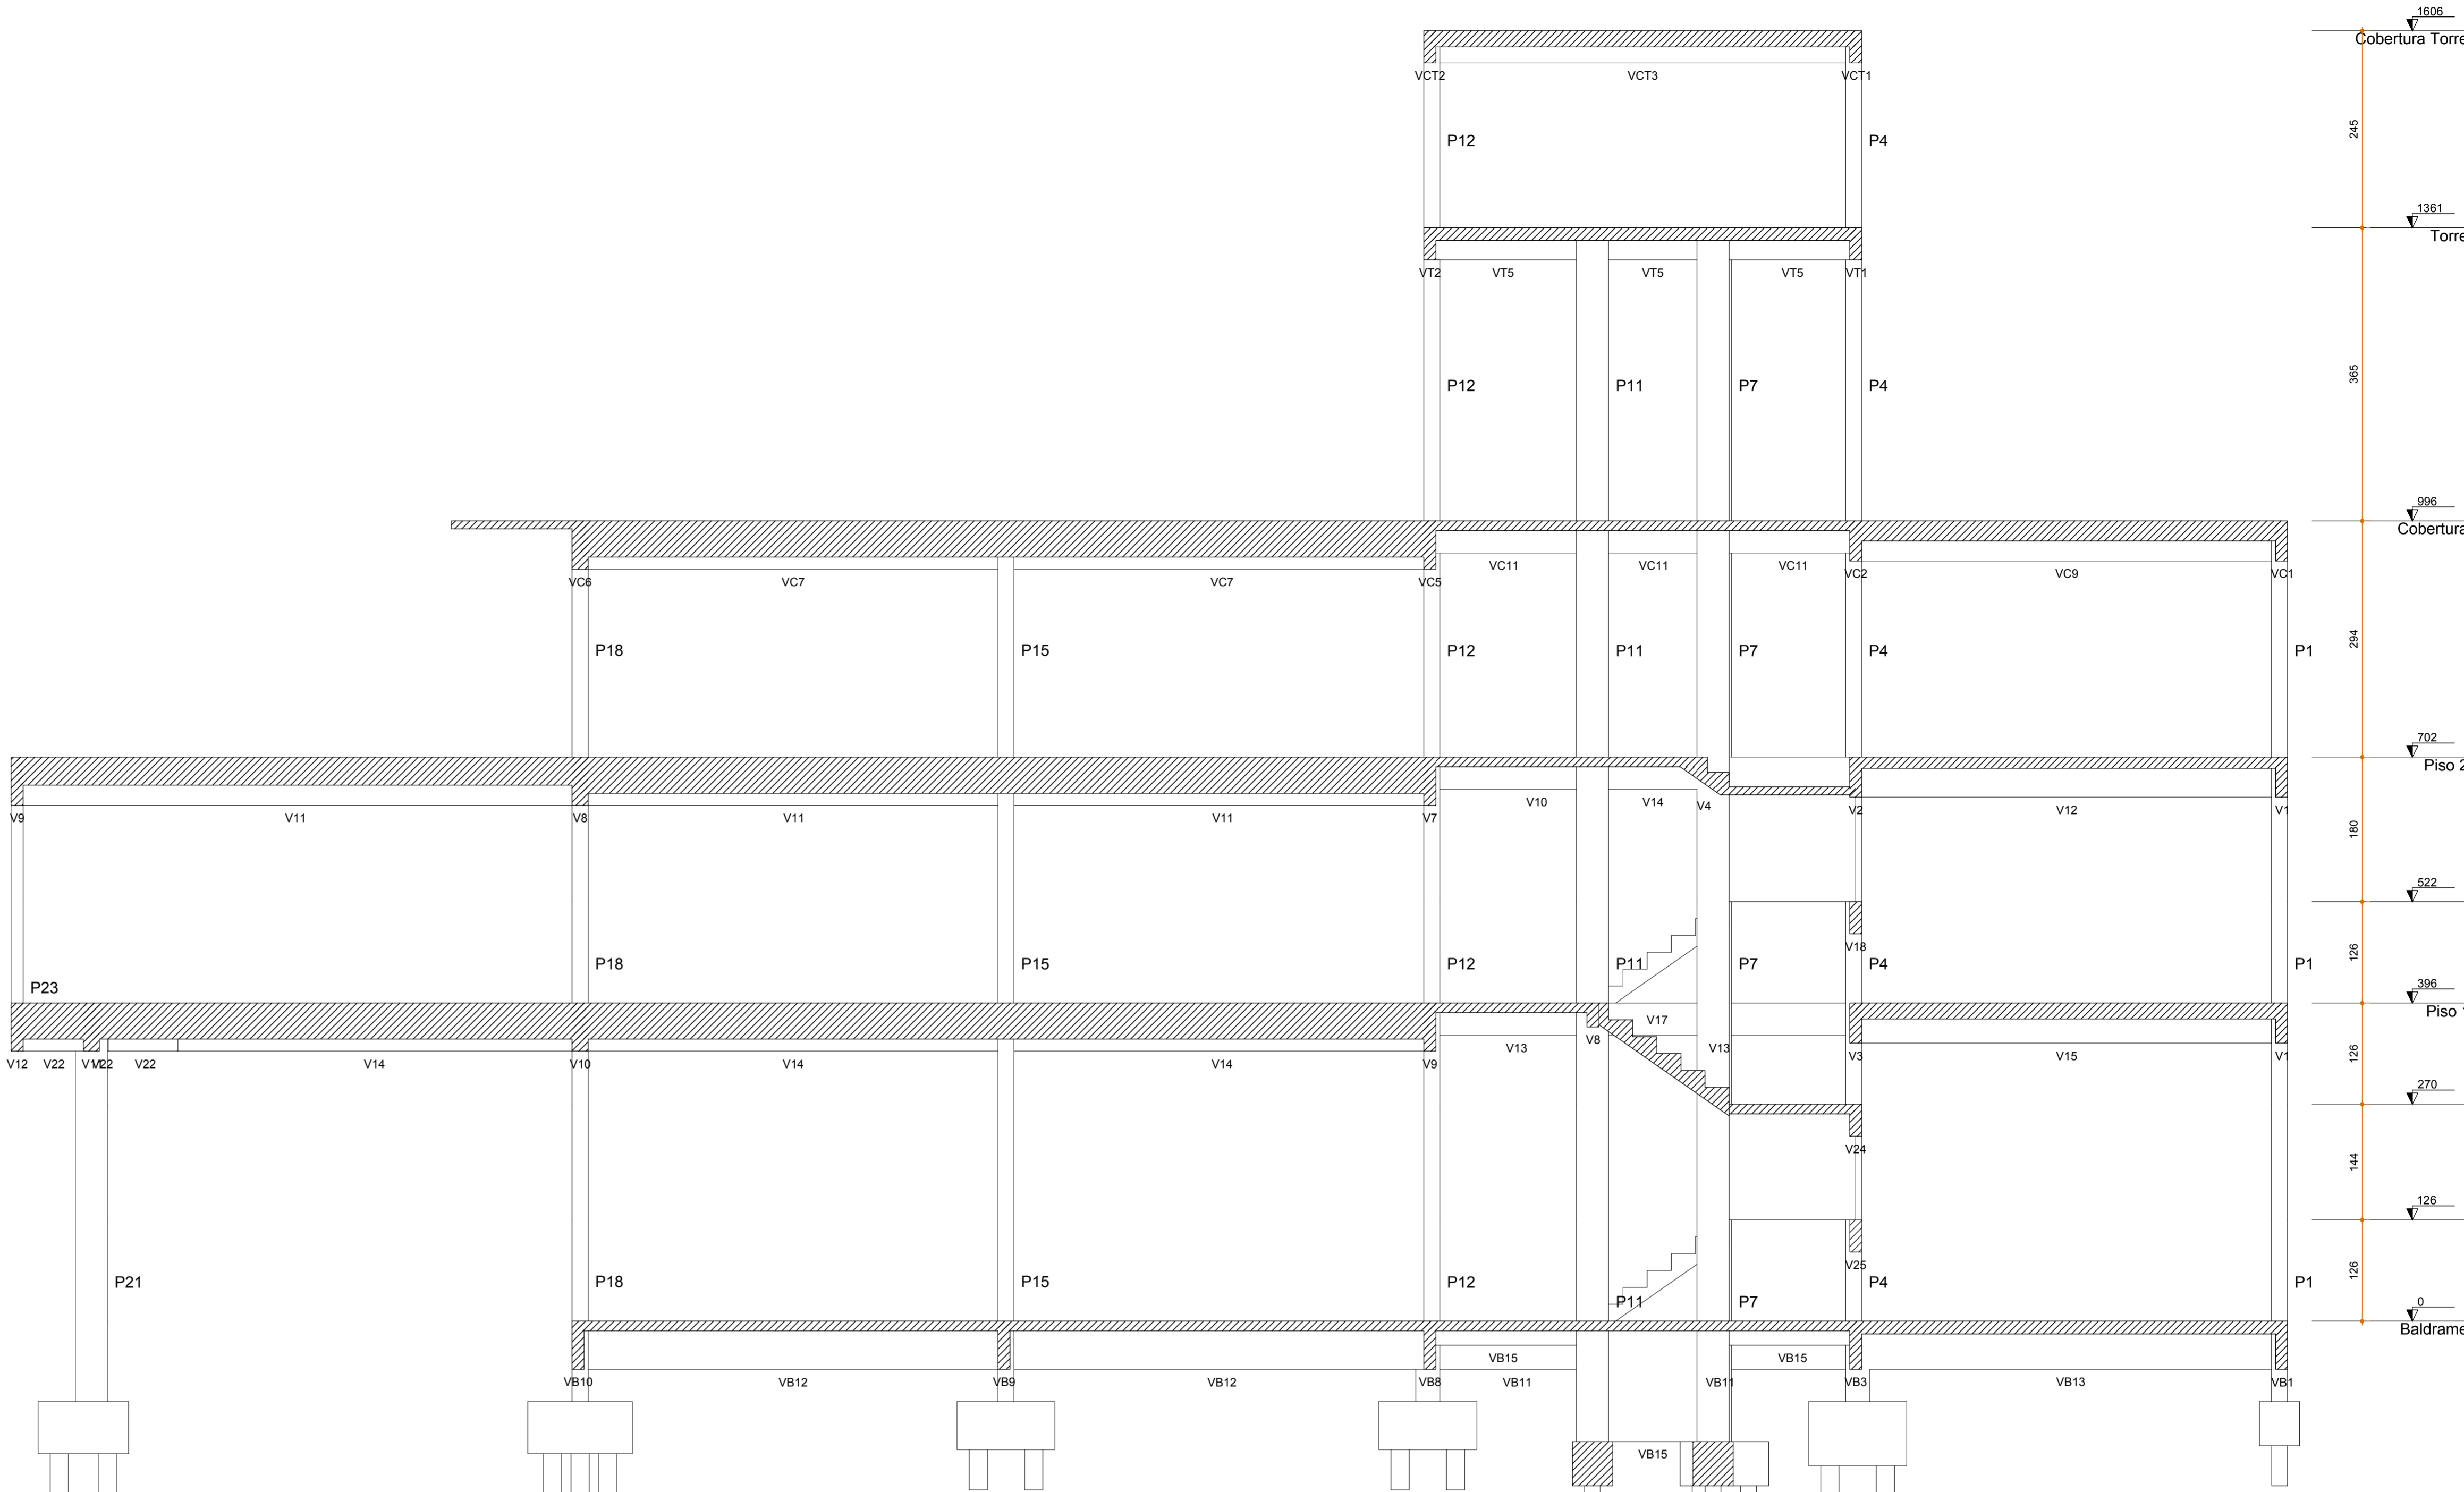 1606
Cobertura Torre
VCT2 VCT3 VCT1
245
P12 P4
1361
Torre
VT2 VT5 VT5 VT5 VT1
365
P12 P11 P7 P4
996
Cobertura
VC11 VC11 VC11
VC6 VC7 VC7 VC5 VC2 VC9 VC1
294
P18 P15 P12 P11 P7 P4 P1
702
Piso 2
V10 V14 V4
V9 V11 V8 V11 V11 V7 V2 V12 V1
180
522
V18
126
P18 P15 P12 P11 P7 P4 P1
P23
396
Piso 1
V17
V8 V13 V13
V12 V22 V11 V22 V22 V14 V10 V14 V14 V9 V3 V15 V1
126
270
V24
144
126
V25
126
P21 P18 P15 P12 P4 P1
P11 P7
0
Baldrame
VB15 VB15
VB10 VB12 VB9 VB12 VB8 VB11 VB11 VB3 VB13 VB1
VB15